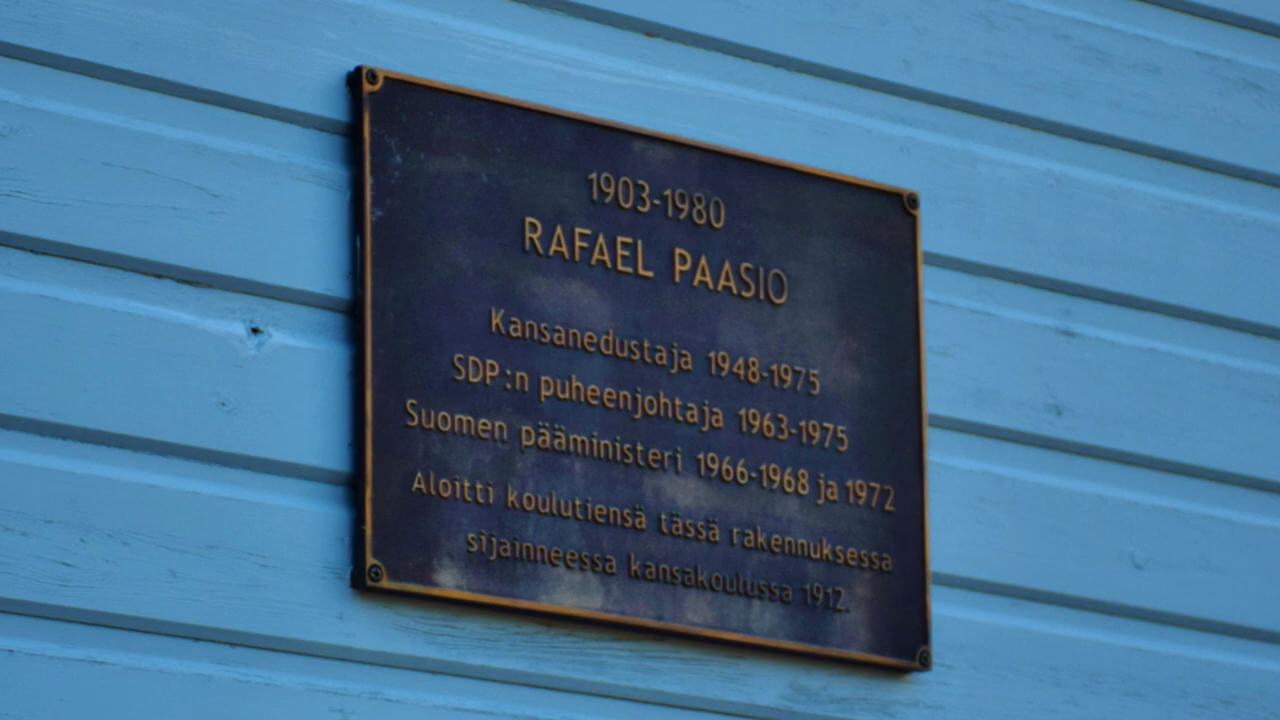 1903-1980
RAFAEL PAASIO
Kansanedustaja 1948-1975
SDP:n puheenjohtaja 1963-1975
Suomen pääministeri 1966-1968 ja 1972
Aloitti koulutiensä tässä rakennuksessa
sijainneessa kansakoulussa 1912.